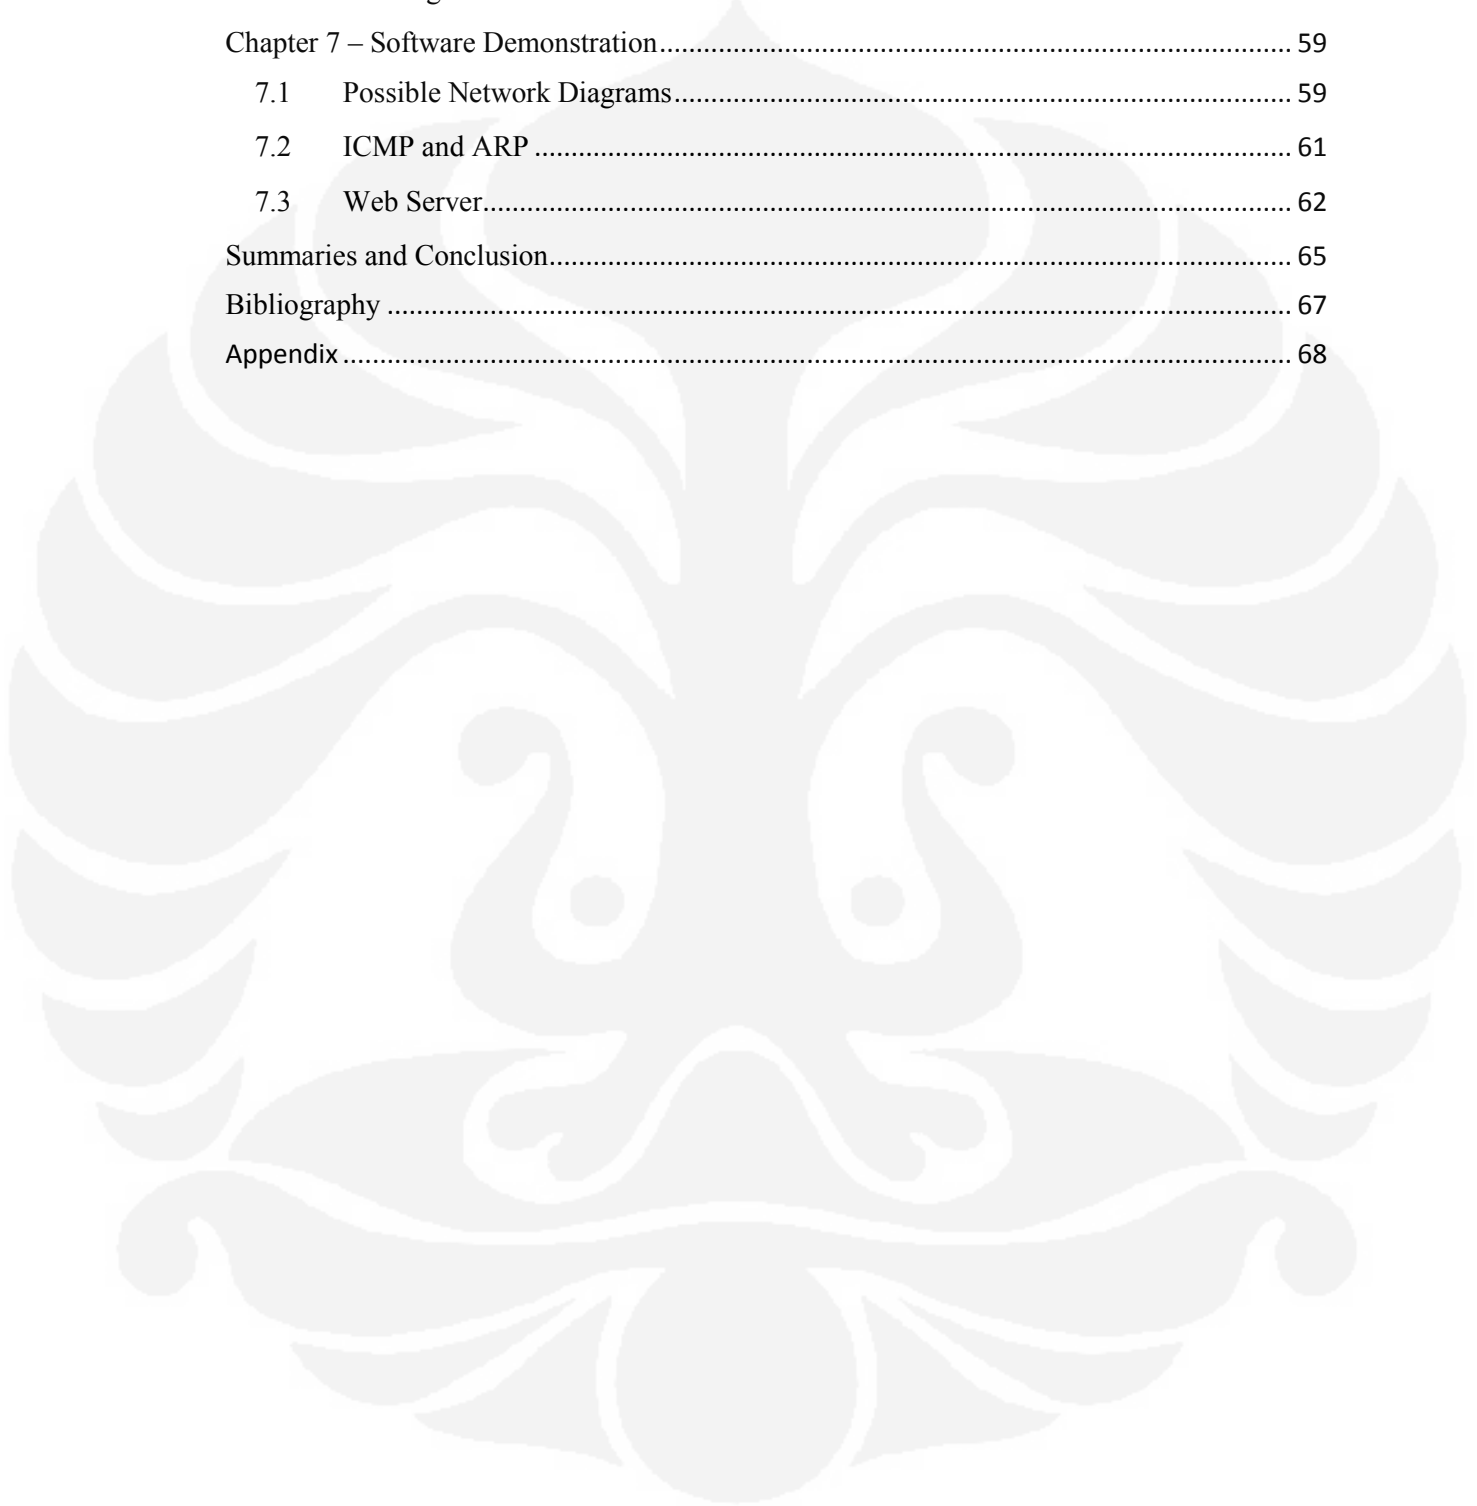 Chapter 7 – Software Demonstration.......... 59
7.1 Possible Network Diagrams.......... 59
7.2 ICMP and ARP .......... 61
7.3 Web Server.......... 62
Summaries and Conclusion.......... 65
Bibliography .......... 67
Appendix .......... 68